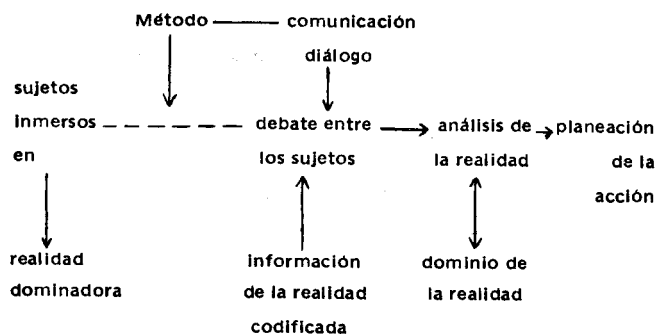 Método comunicación
diálogo
sujetos
inmersos
en
debate entre
los sujetos
análisis de
la realidad
planeación
de la
acción
realidad
dominadora
información
de la realidad
codificada
dominio de
la realidad